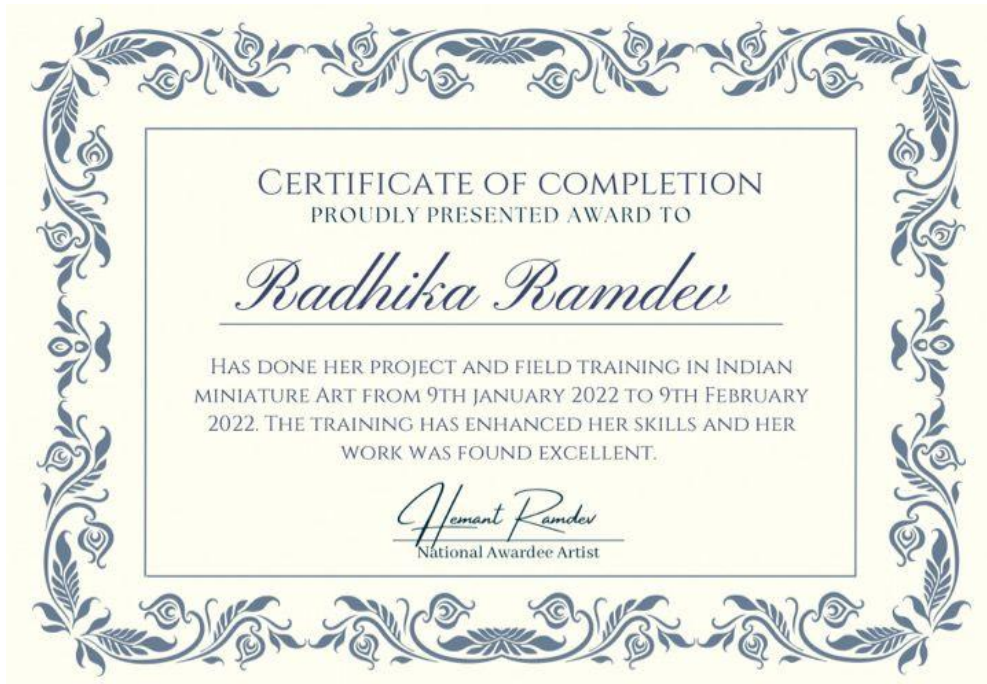 Certificate of completion
PROUDLY PRESENTED AWARD TO
Radhika Ramdev
Has done her project and field training in Indian
miniature Art from 9th january 2022 to 9th February
2022. The training has enhanced her skills and her
work was found excellent.
Hemant Ramdev
National Awardee Artist